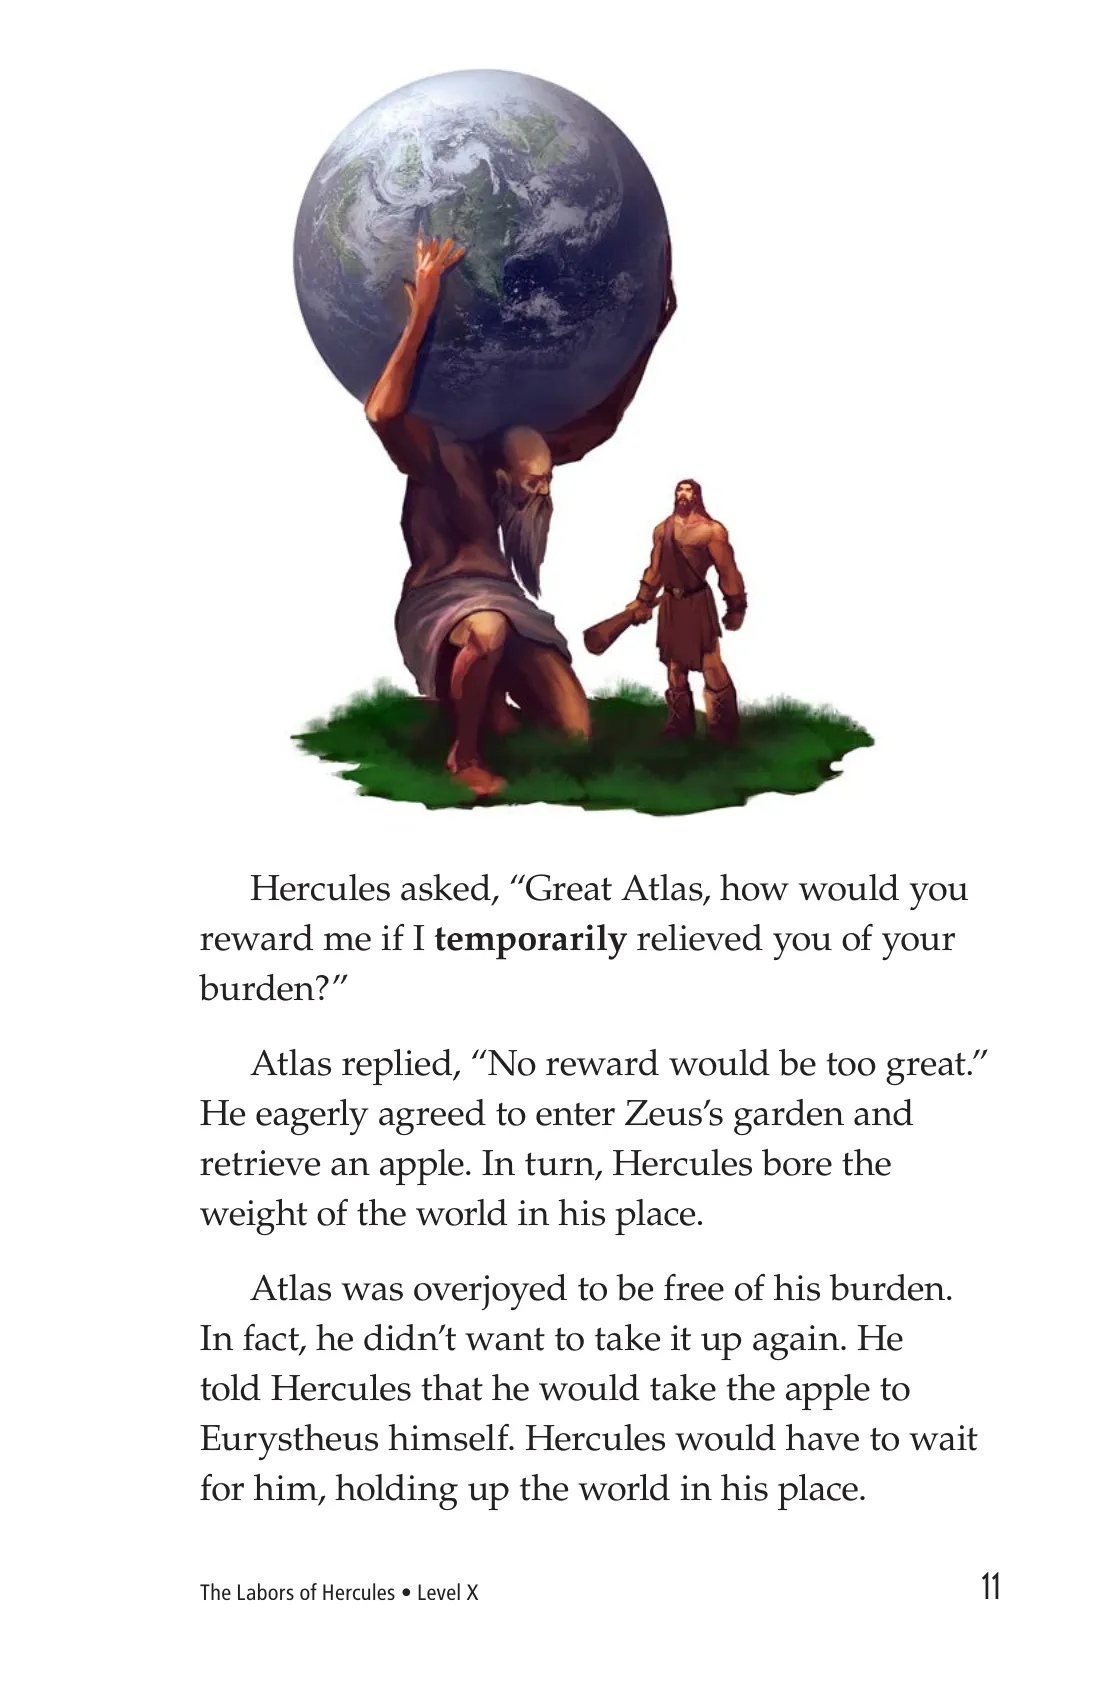 Hercules asked, “Great Atlas, how would you
reward me if I temporarily relieved you of your
burden?”
Atlas replied, “No reward would be too great.”
He eagerly agreed to enter Zeus’s garden and
retrieve an apple. In turn, Hercules bore the
weight of the world in his place.
Atlas was overjoyed to be free of his burden.
In fact, he didn’t want to take it up again. He
told Hercules that he would take the apple to
Eurystheus himself. Hercules would have to wait
for him, holding up the world in his place.
The Labors of Hercules • Level X
11